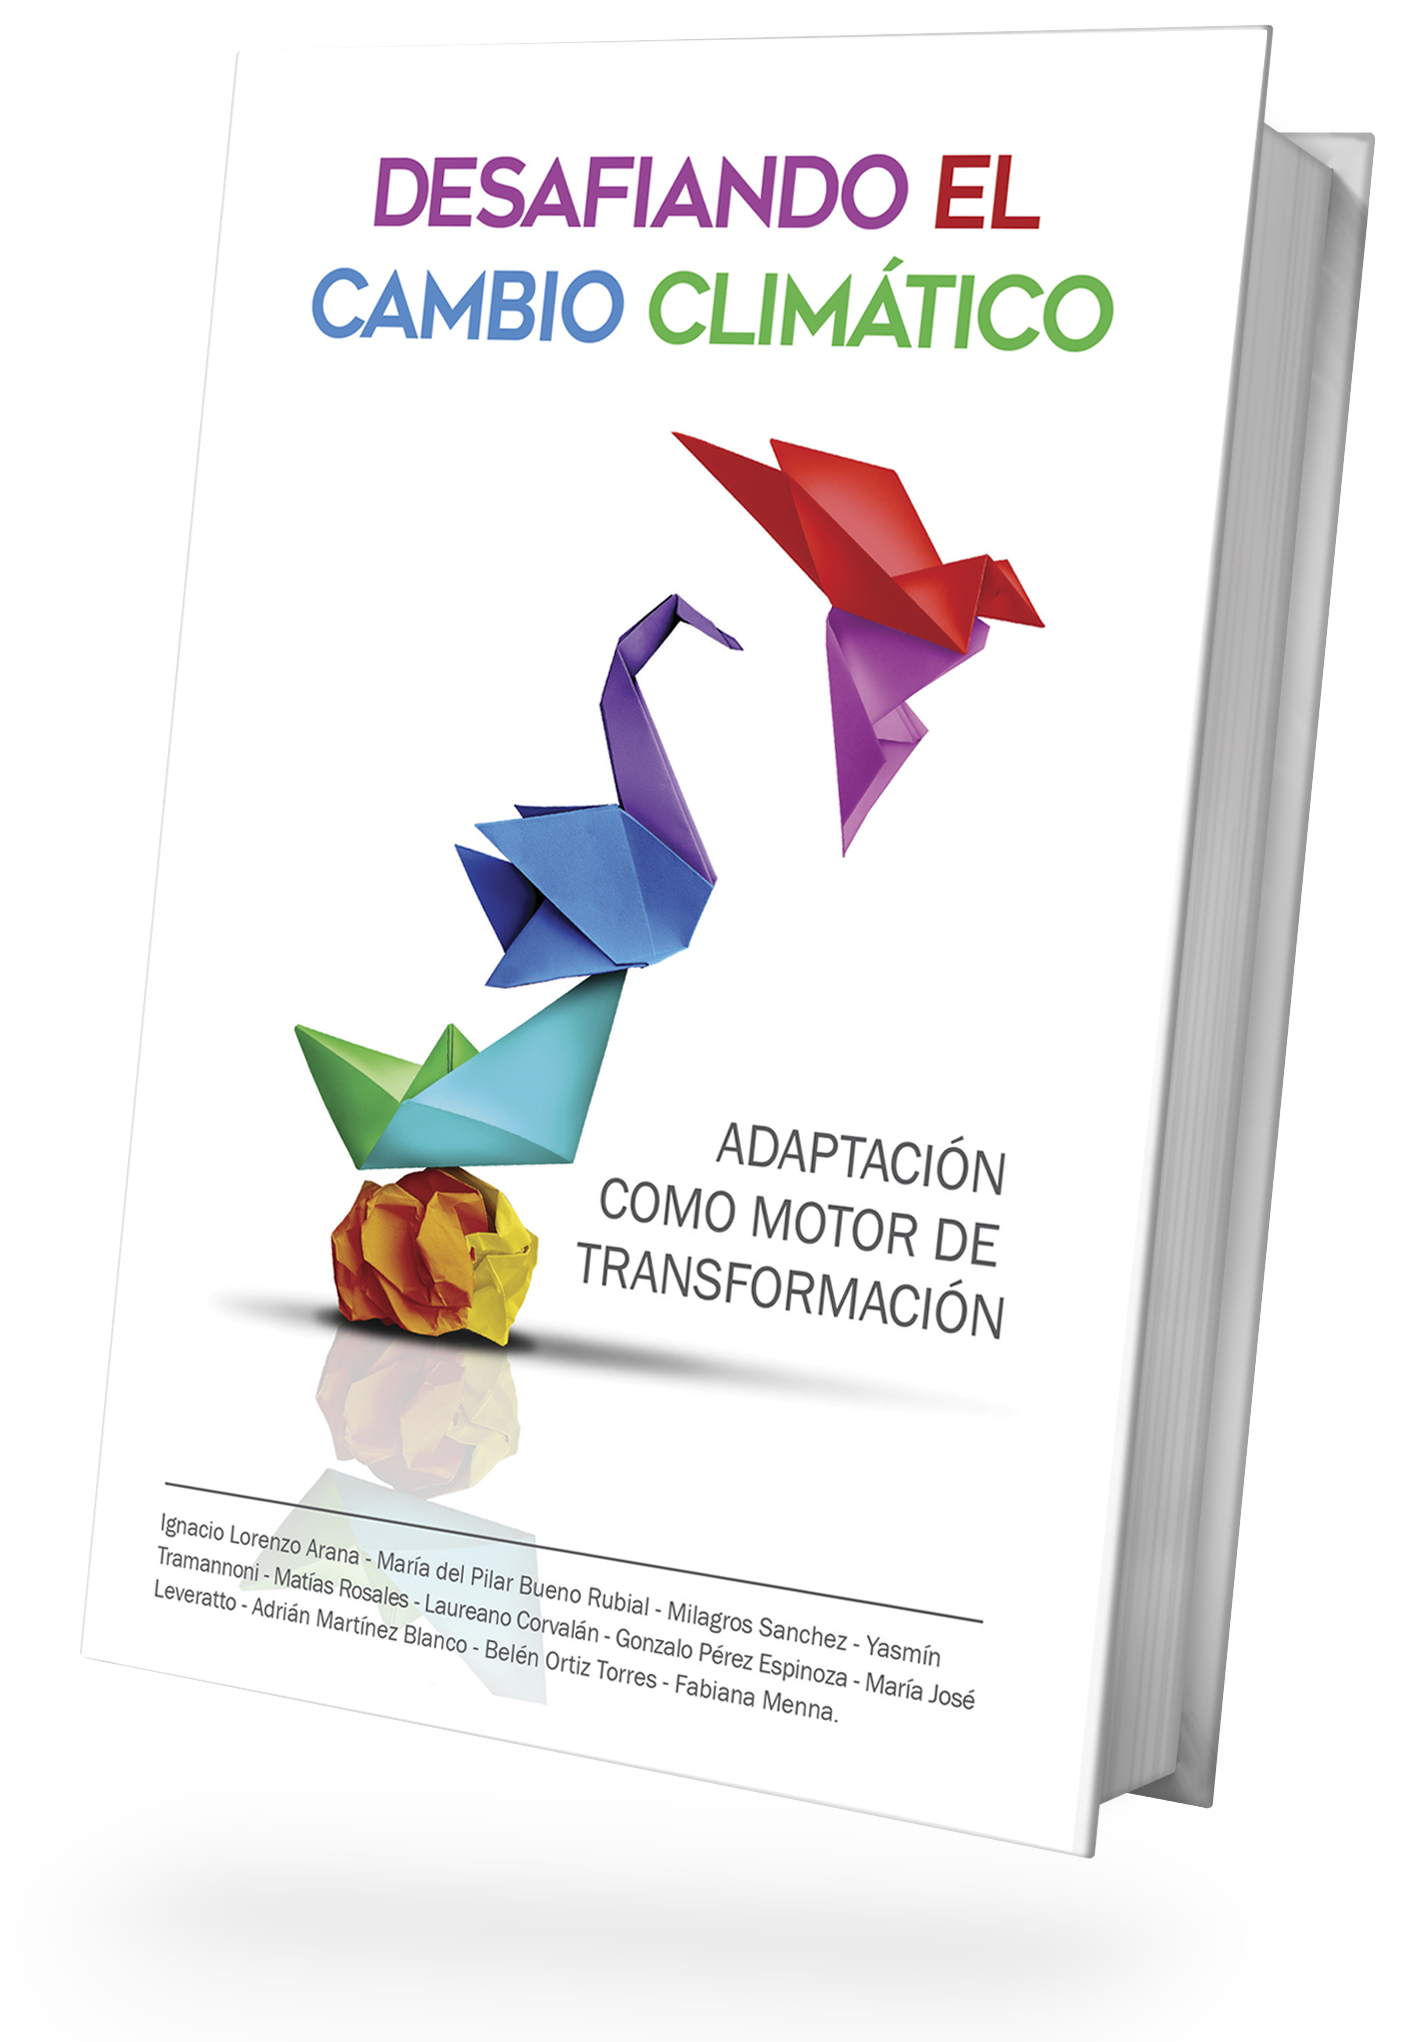 DESAFIANDO EL
CAMBIO CLIMÁTICO
ADAPTACIÓN
COMO MOTOR DE
TRANSFORMACIÓN
Ignacio Lorenzo Arana - María del Pilar Bueno Rubial - Milagros Sanchez - Yasmín
Tramannoni - Matías Rosales - Laureano Corvalán - Gonzalo Pérez Espinoza - María José
Leveratto - Adrián Martínez Blanco - Belén Ortiz Torres - Fabiana Menna.